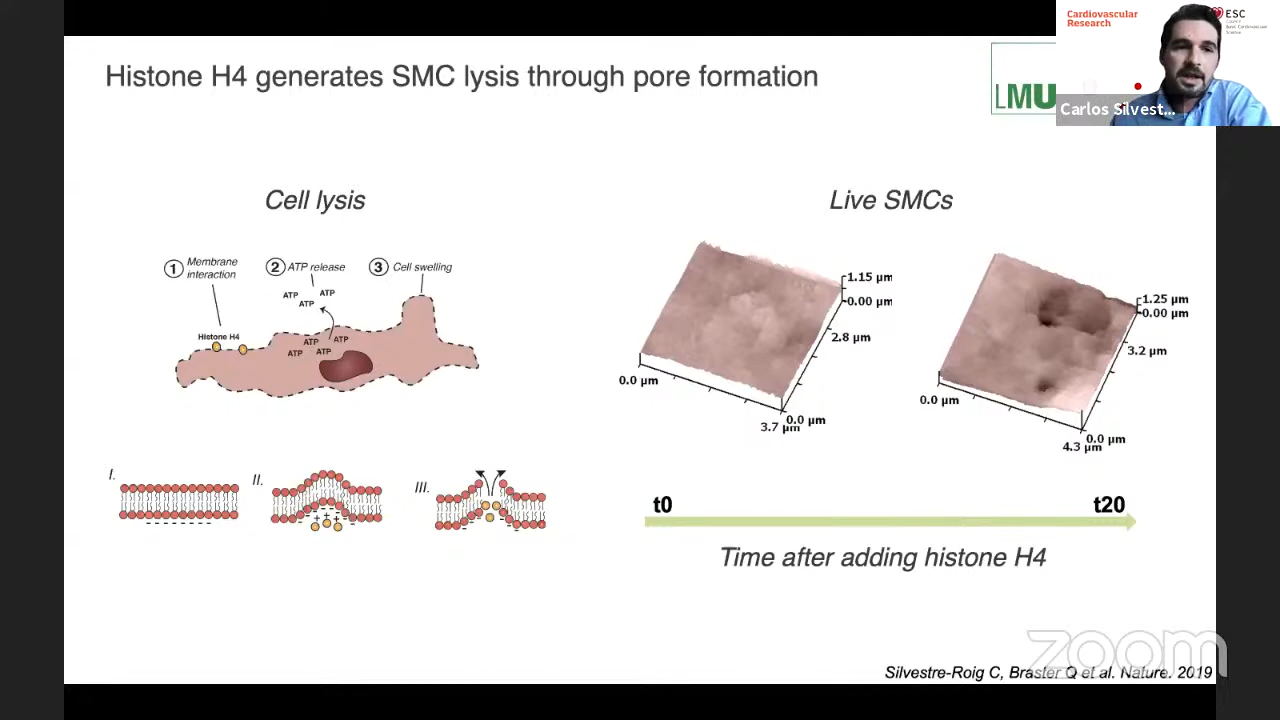 Histone H4 generates SMC lysis through pore formation
LMU
Cardiovascular
Research
ESC
Carlos Silvest...
Cell lysis
1 Membrane
interaction
2 ATP release
3 Cell swelling
ATP
ATP
ATP
Histone H4
ATP
ATP
ATP
ATP
I.
II.
III.
Live SMCs
1.15 μm
0.00 μm
2.8 μm
0.0 μm
0.0 μm
3.7 μm
1.25 μm
0.00 μm
3.2 μm
0.0 μm
0.0 μm
4.3 μm
t0
t20
Time after adding histone H4
zoom
Silvestre-Roig C, Braster Q et al. Nature. 2019